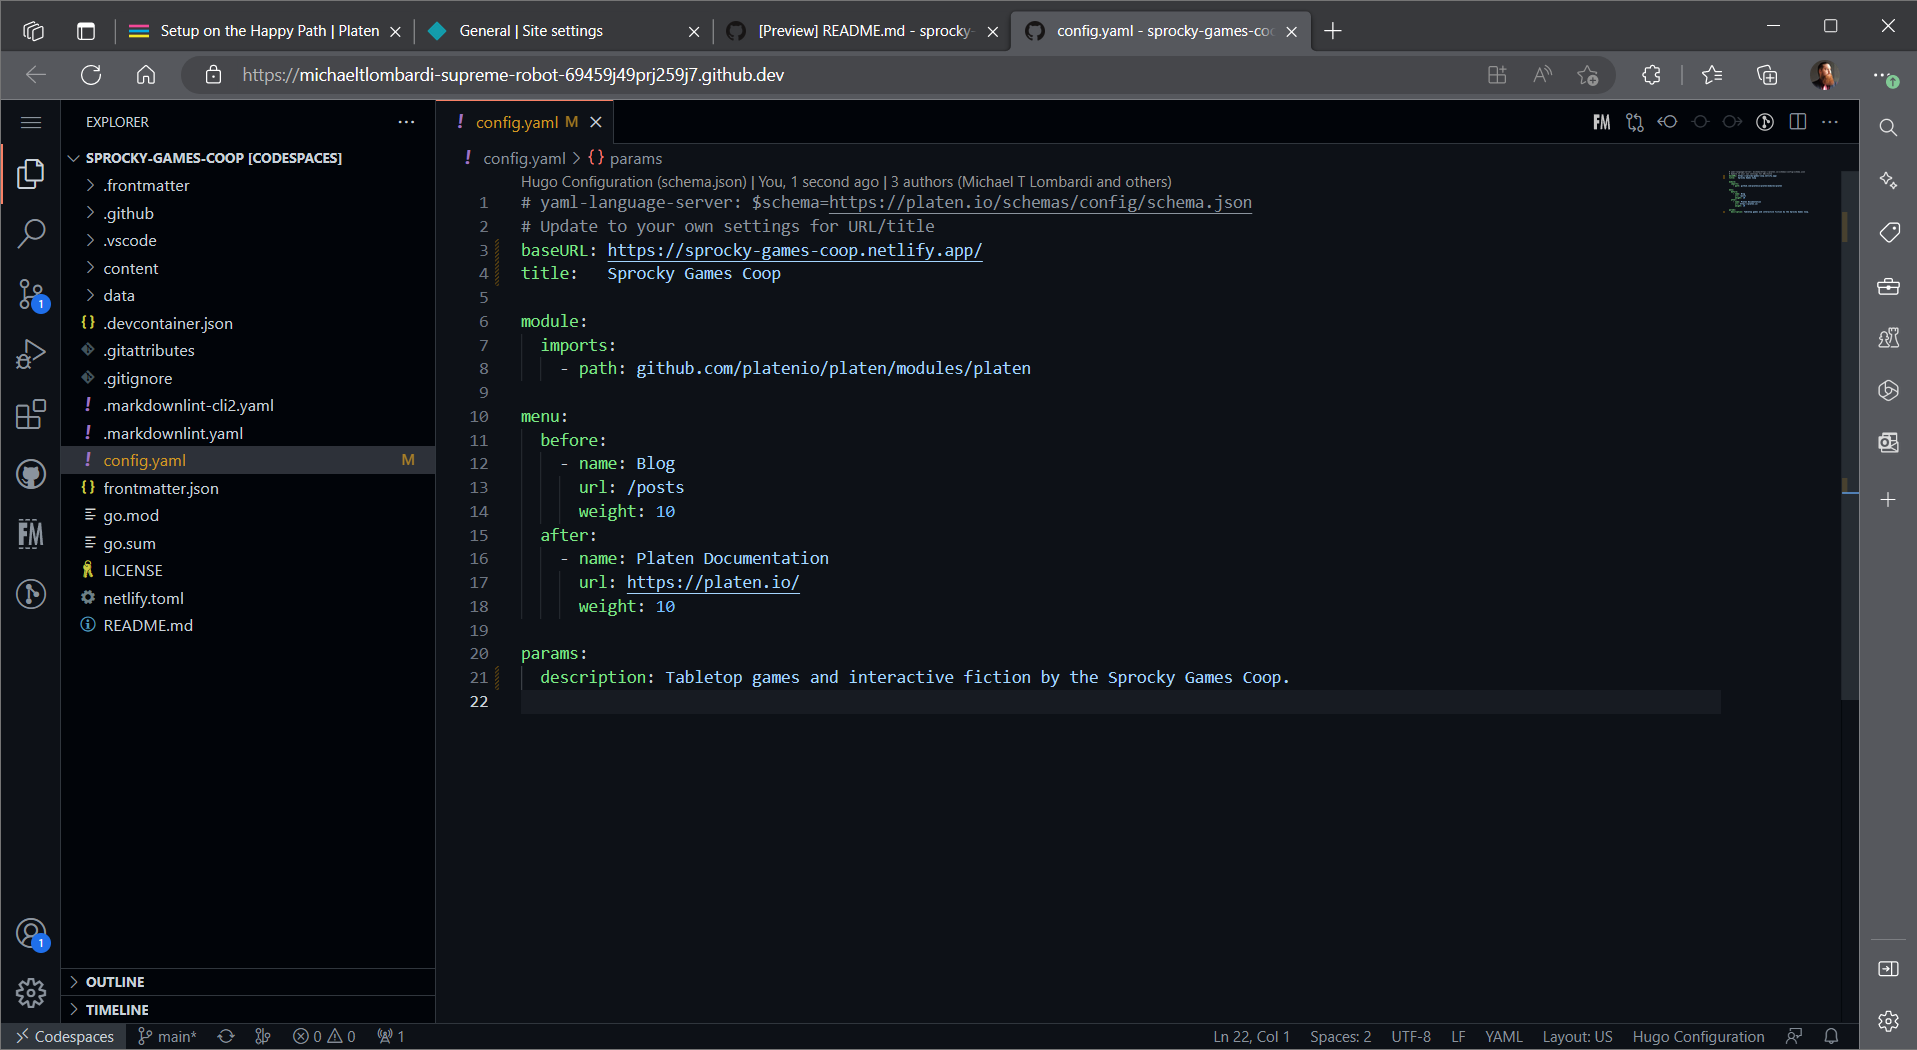 Setup on the Happy Path | Platen
General | Site settings
[Preview] README.md - sprocky-
config.yaml - sprocky-games-co
https://michaeltlombardi-supreme-robot-69459j49prj259j7.github.dev
EXPLORER
SPROCKY-GAMES-COOP [CODESPACES]
.frontmatter
.github
.vscode
content
data
{} .devcontainer.json
.gitattributes
.gitignore
! .markdownlint-cli2.yaml
! .markdownlint.yaml
! config.yaml M
{} frontmatter.json
go.mod
go.sum
LICENSE
netlify.toml
README.md
OUTLINE
TIMELINE
1
FM
1
! config.yaml M
FM
! config.yaml > {} params
Hugo Configuration (schema.json) | You, 1 second ago | 3 authors (Michael T Lombardi and others)
1 # yaml-language-server: $schema=https://platen.io/schemas/config/schema.json
2 # Update to your own settings for URL/title
3 baseURL: https://sprocky-games-coop.netlify.app/
4 title:   Sprocky Games Coop
5
6 module:
7   imports:
8     - path: github.com/platenio/platen/modules/platen
9
10 menu:
11   before:
12     - name: Blog
13       url: /posts
14       weight: 10
15   after:
16     - name: Platen Documentation
17       url: https://platen.io/
18       weight: 10
19
20 params:
21   description: Tabletop games and interactive fiction by the Sprocky Games Coop.
22
Codespaces main* 0 0 1
Ln 22, Col 1 Spaces: 2 UTF-8 LF YAML Layout: US Hugo Configuration